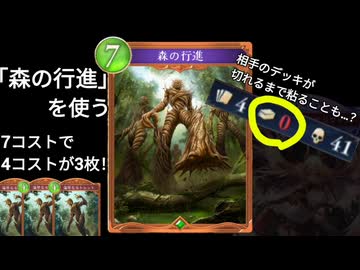 「森の行進」
を使う
7コストで
4コストが3枚!
7
森の行進
相手のデッキが
切れるまで粘ることも...?
4
0
41